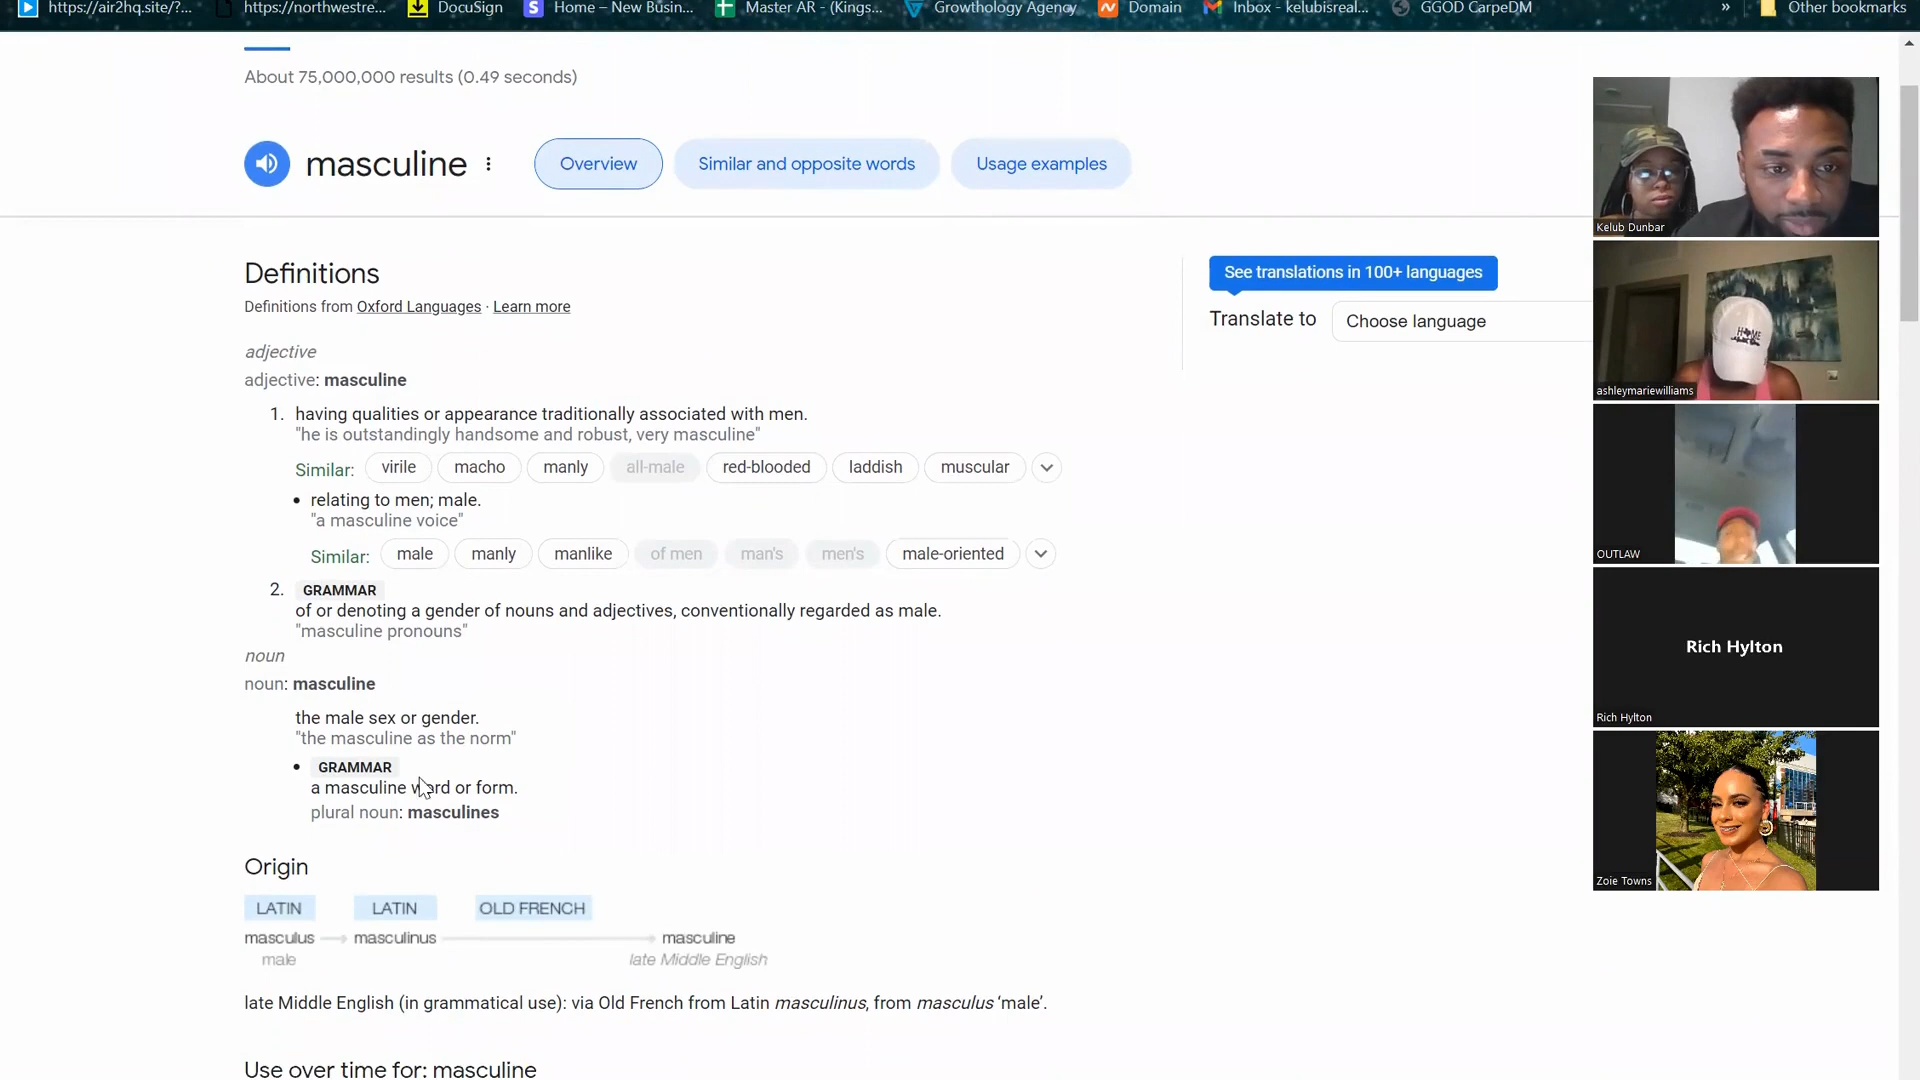 https://air2hq.site/?...
https://northwestre...
DocuSign
S
Home – New Busin...
Master AR - (Kings...
Growthology Agency
Domain
Inbox - kelubisreal...
GGOD CarpeDM
»
Other bookmarks
About 75,000,000 results (0.49 seconds)
masculine
Overview
Similar and opposite words
Usage examples
Definitions
Definitions from Oxford Languages · Learn more
See translations in 100+ languages
Translate to
Choose language
adjective
adjective: masculine
1. having qualities or appearance traditionally associated with men.
"he is outstandingly handsome and robust, very masculine"
Similar: virile macho manly all-male red-blooded laddish muscular
• relating to men; male.
"a masculine voice"
Similar: male manly manlike of men man's men's male-oriented
2. GRAMMAR
of or denoting a gender of nouns and adjectives, conventionally regarded as male.
"masculine pronouns"
noun
noun: masculine
the male sex or gender.
"the masculine as the norm"
• GRAMMAR
a masculine word or form.
plural noun: masculines
Origin
LATIN LATIN OLD FRENCH
masculus masculinus masculine
male late Middle English
late Middle English (in grammatical use): via Old French from Latin masculinus, from masculus ‘male’.
Use over time for: masculine
Kelub Dunbar
HOME
ashleymariewilliams
OUTLAW
Rich Hylton
Rich Hylton
Zoie Towns